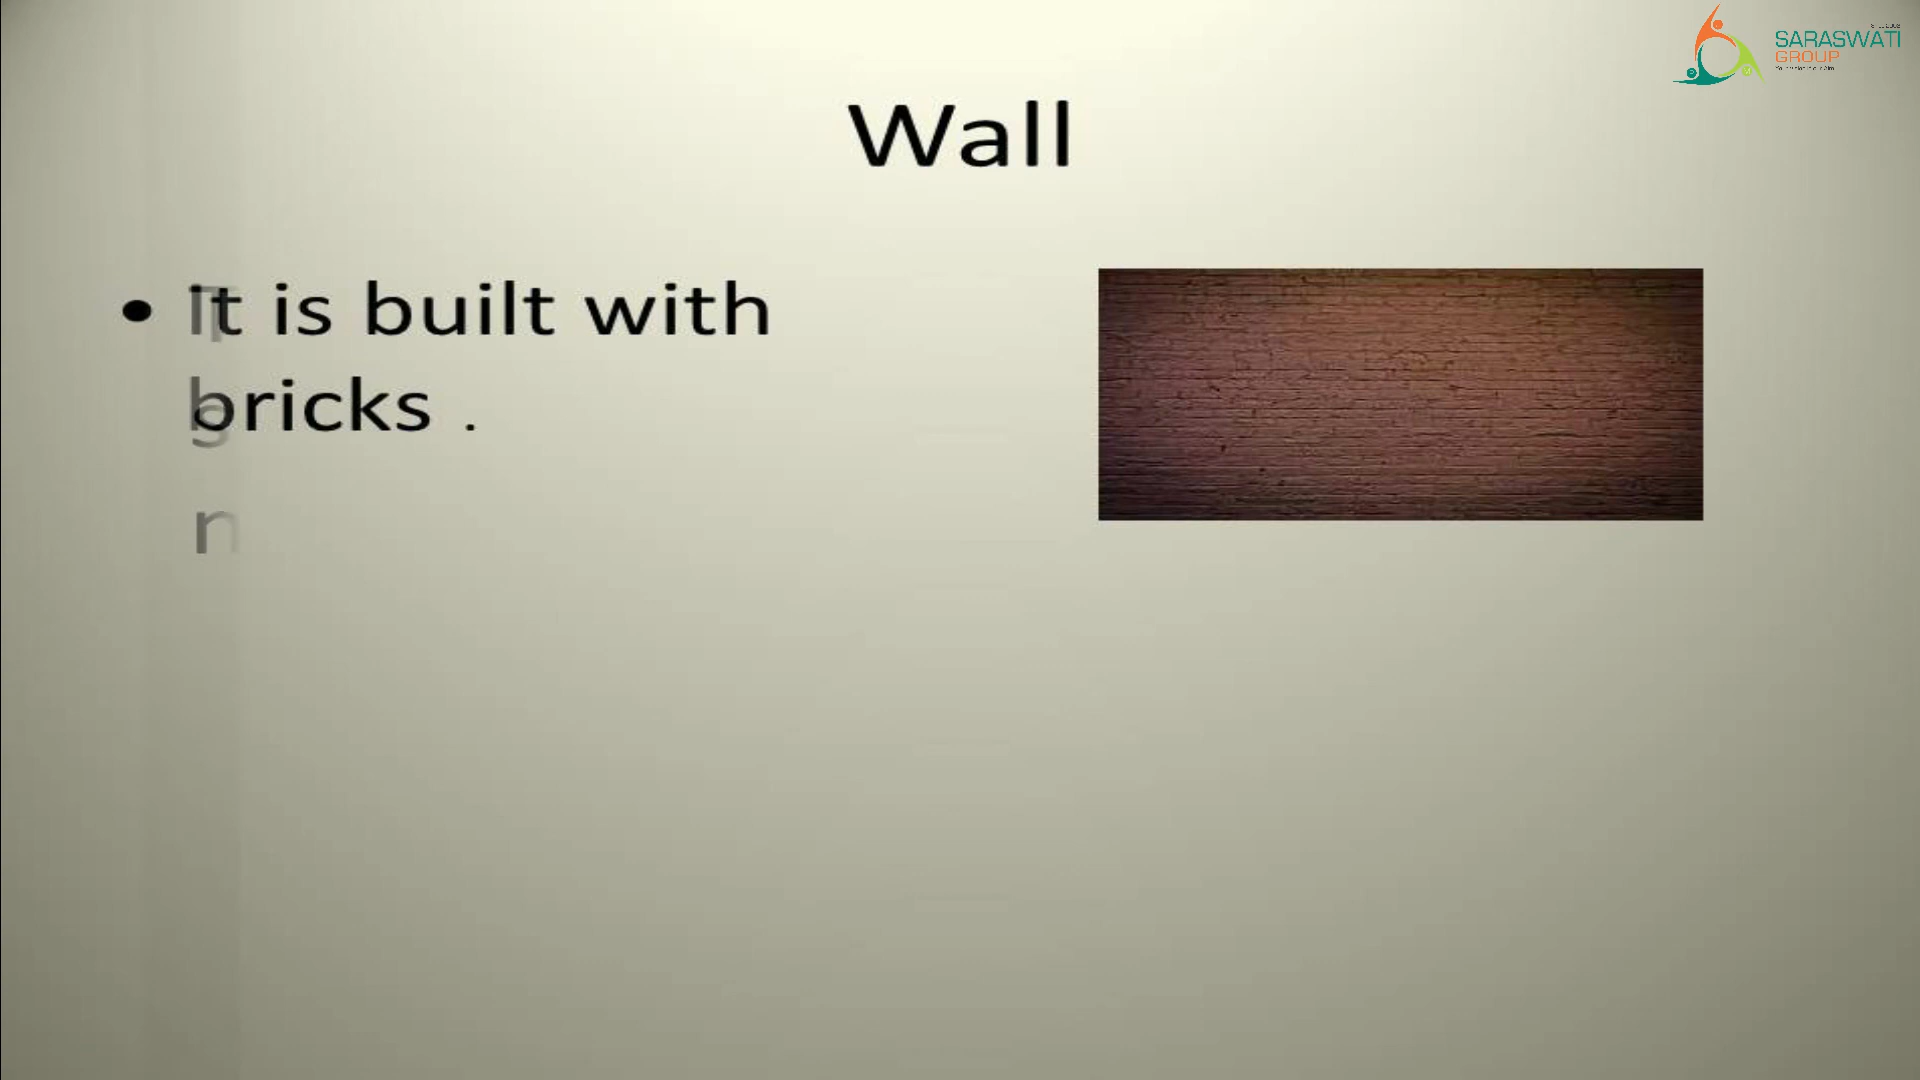 SARASWATI
GROUP
Wall
• It is built with
bricks .